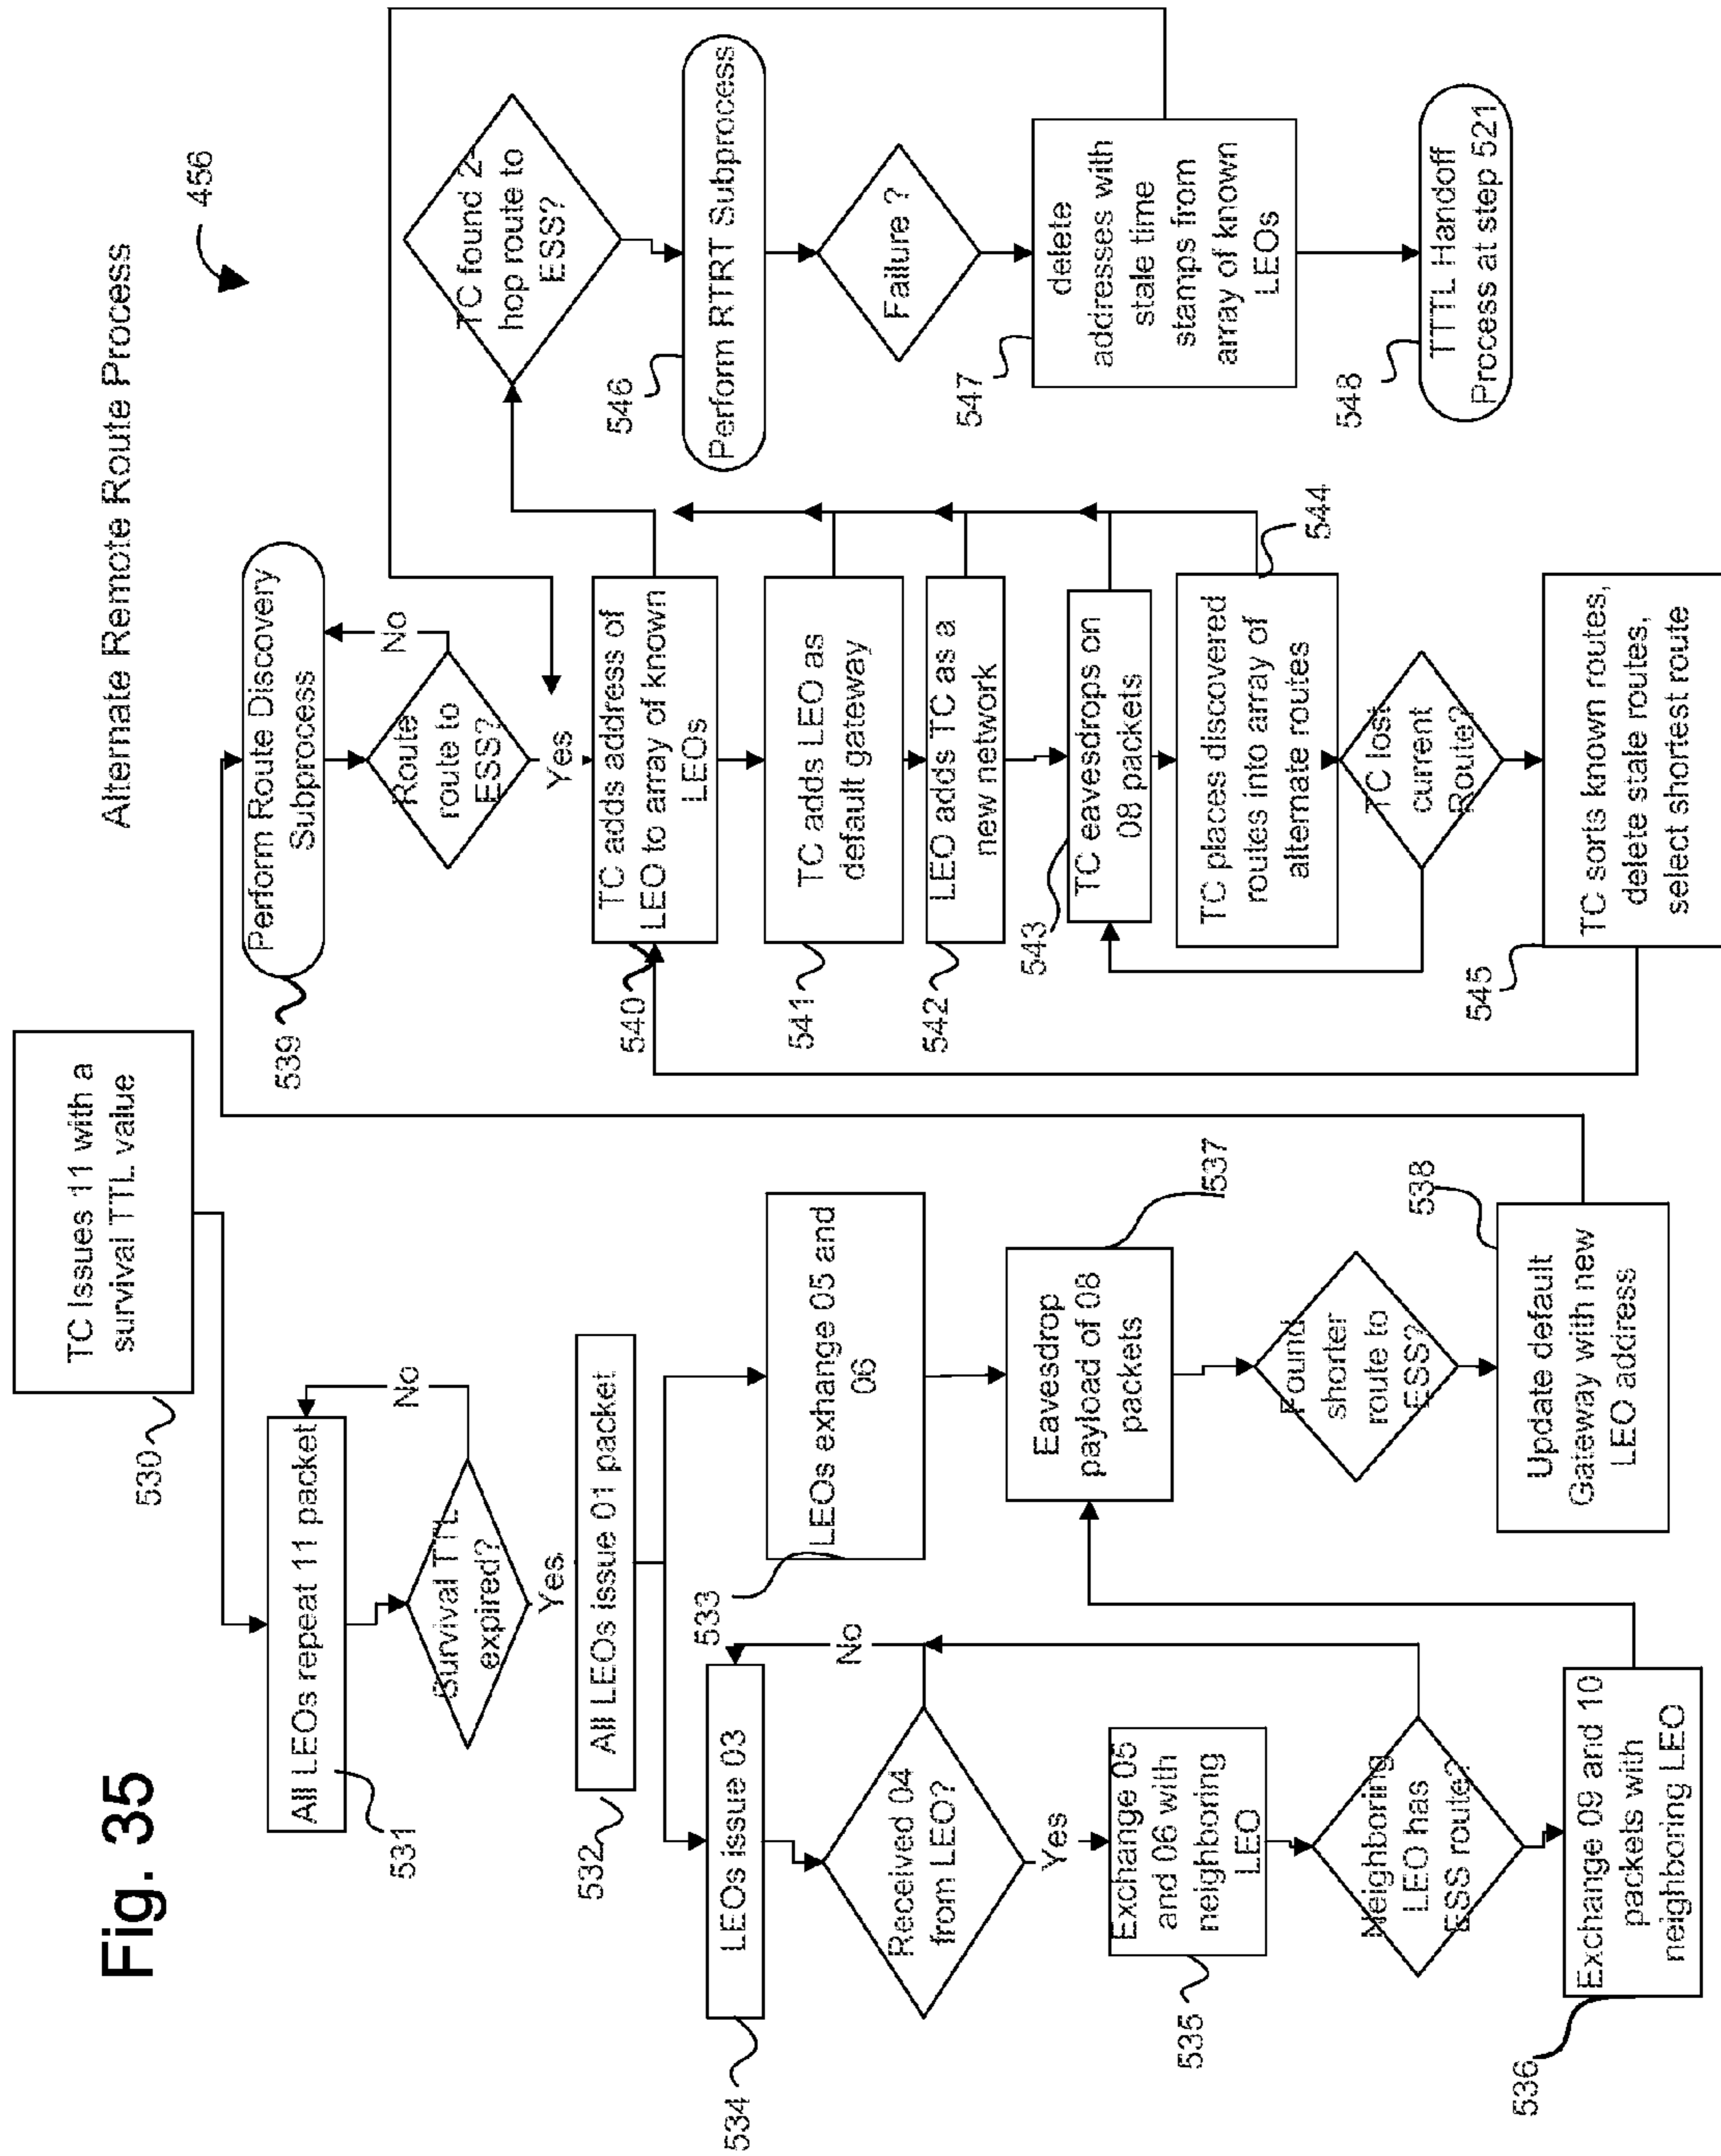 Fig. 35
Alternate Remote Route Process
456
TC Issues 11 with a
survival TTL value
530
All LEOs repeat 11 packet
531
Survival TTL
expired?
No
Yes
All LEOs issue 01 packet
532
LEOs issue 03
534
Received 04
from LEO?
No
Yes
Exchange 05
and 06 with
neighboring
LEO
535
Neighboring
LEO has
ESS route?
Exchange 09 and 10
packets with
neighboring LEO
536
LEOs exhange 05 and
06
533
Eavesdrop
payload of 08
packets
537
Found
shorter
route to
ESS?
Update default
Gateway with new
LEO address
538
Perform Route Discovery
Subprocess
539
Route
route to
ESS?
No
Yes
TC adds address of
LEO to array of known
LEOs
540
TC adds LEO as
default gateway
541
LEO adds TC as a
new network
542
TC eavesdrops on
08 packets
543
TC places discovered
routes into array of
alternate routes
544
TC lost
current
Route?
TC sorts known routes,
delete stale routes,
select shortest route
545
TC found 2-
hop route to
ESS?
Perform RTRT Subprocess
546
Failure ?
delete
addresses with
stale time
stamps from
array of known
LEOs
547
TTTL Handoff
Process at step 521
548